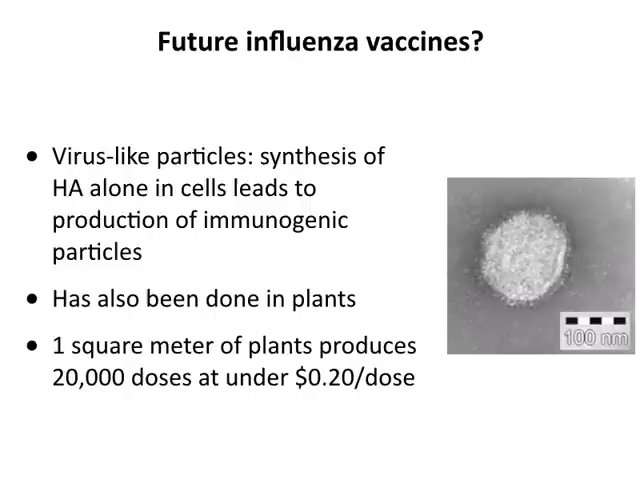 Future influenza vaccines?
● Virus-like particles: synthesis of
HA alone in cells leads to
production of immunogenic
particles
● Has also been done in plants
● 1 square meter of plants produces
20,000 doses at under $0.20/dose
100 nm